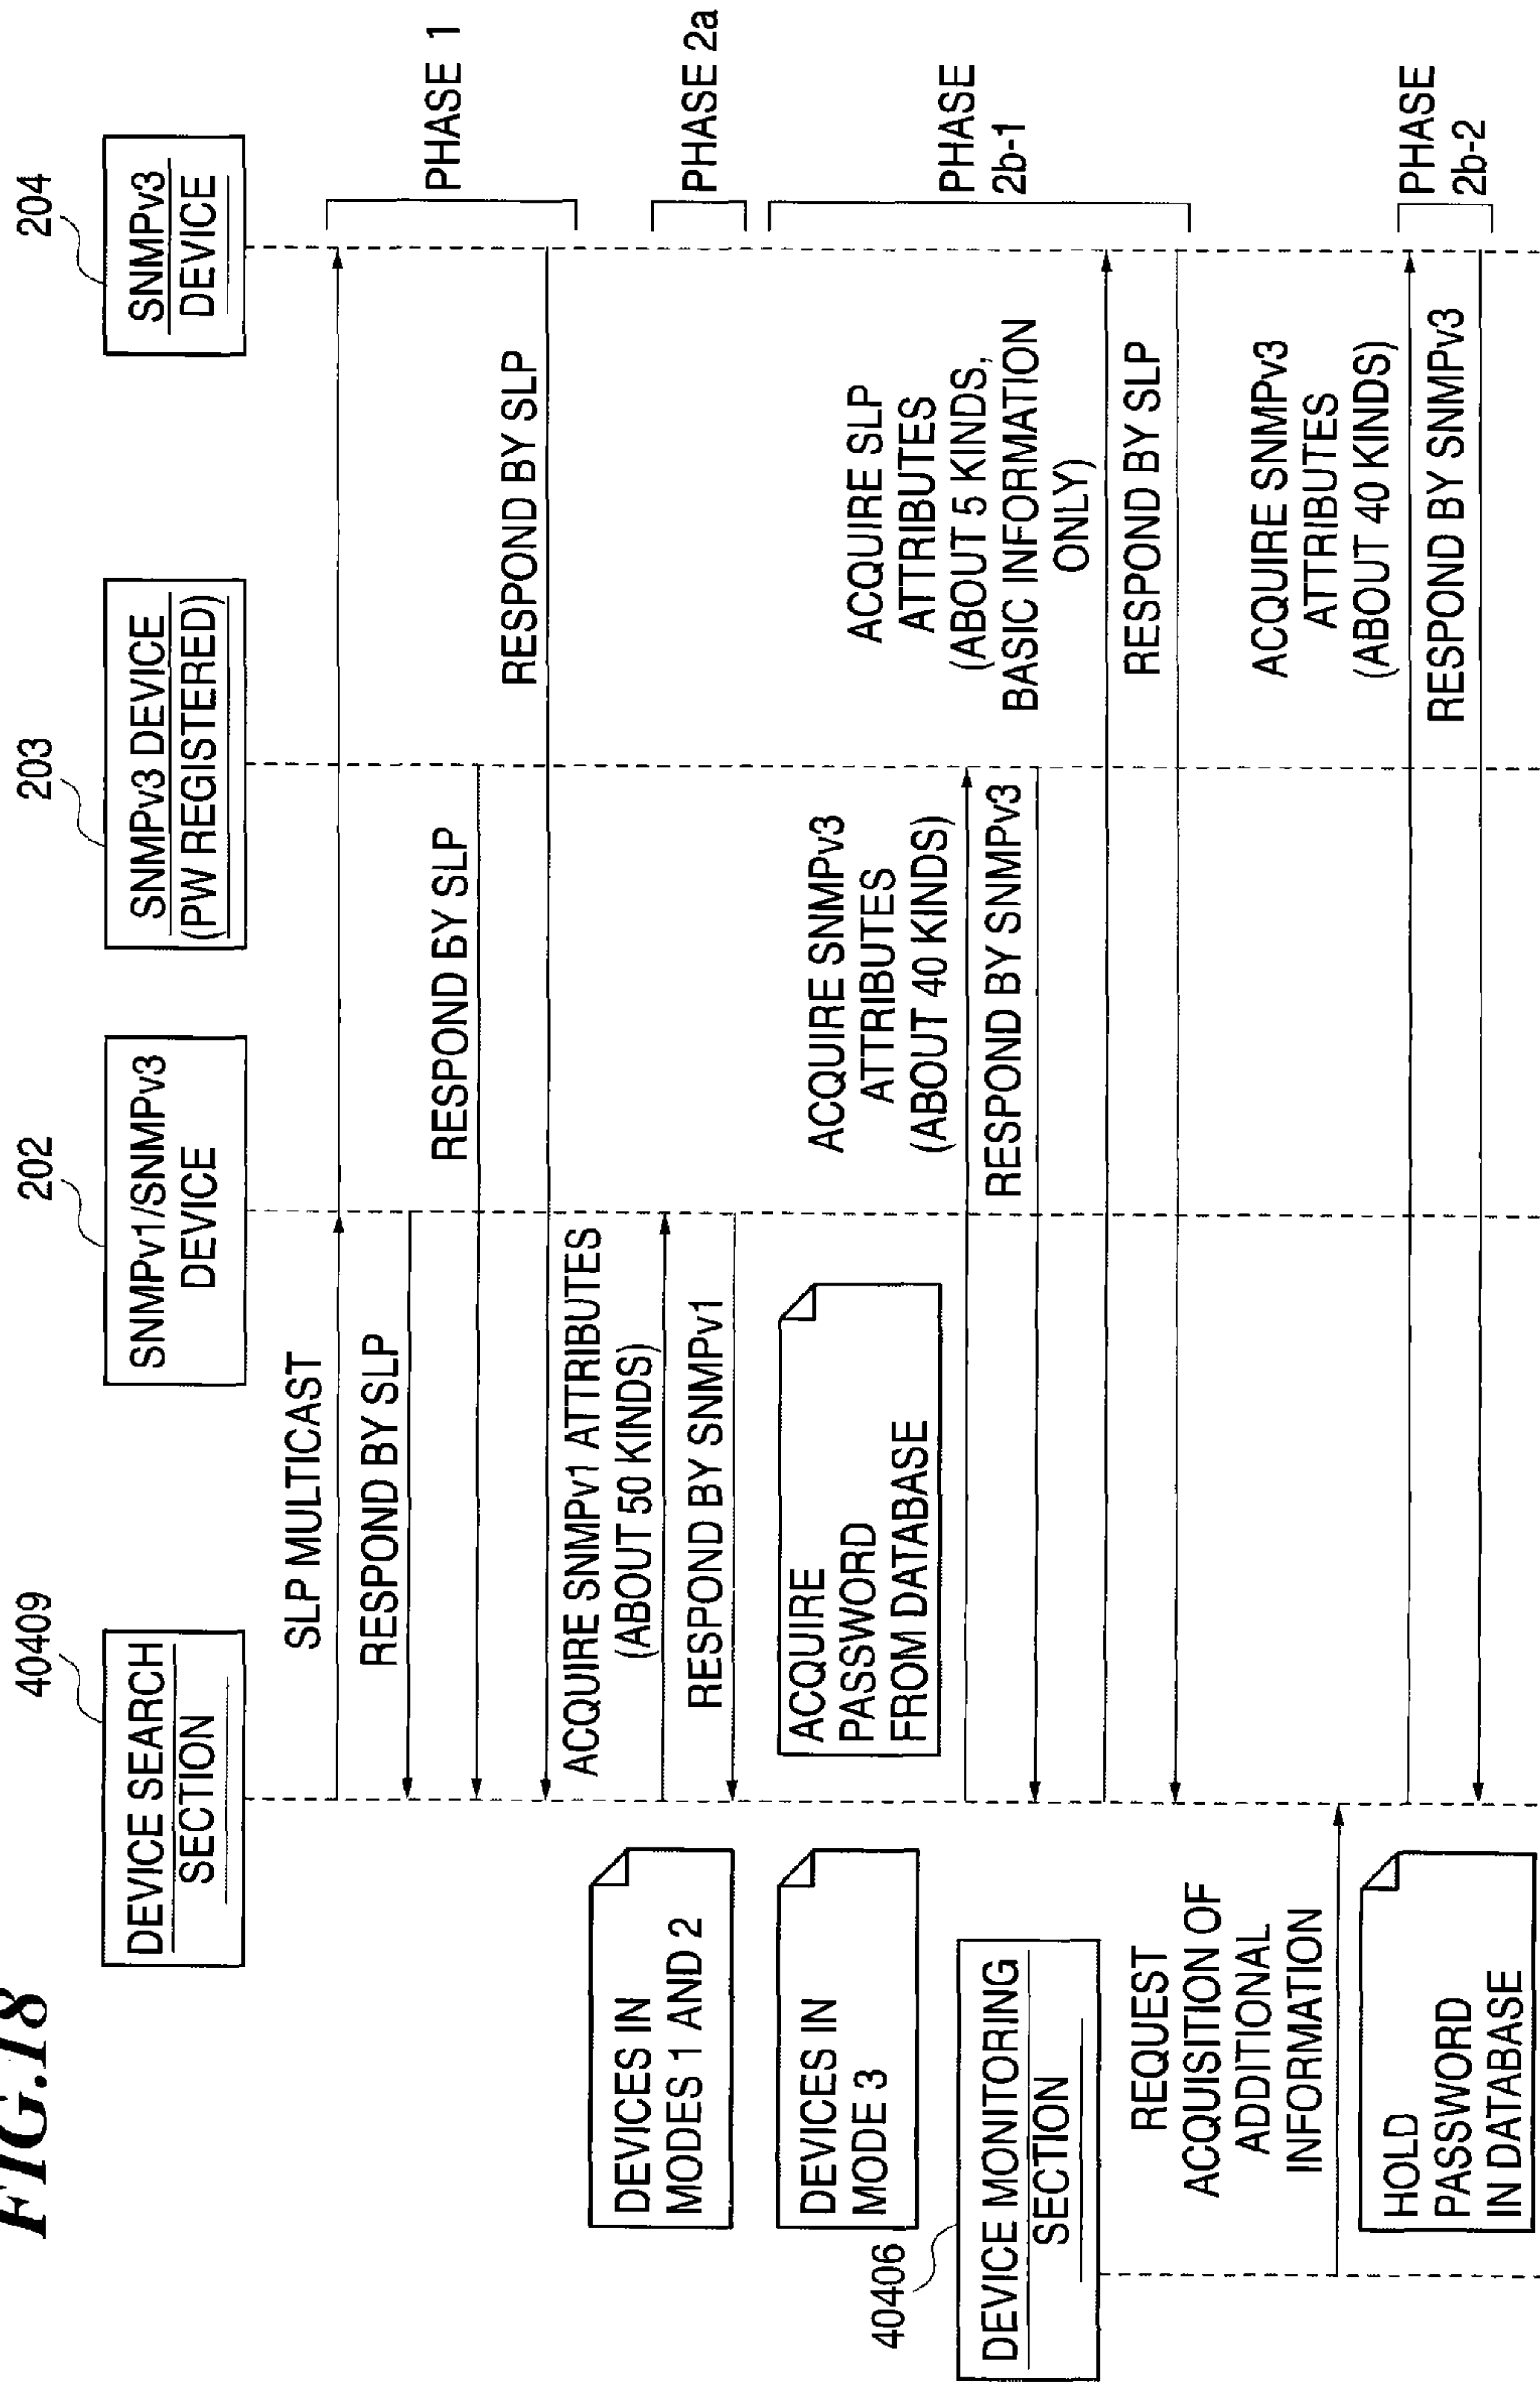 FIG.18
40409
DEVICE SEARCH
SECTION
202
SNMPv1/SNMPv3
DEVICE
203
SNMPv3 DEVICE
(PW REGISTERED)
204
SNMPv3
DEVICE
SLP MULTICAST
RESPOND BY SLP
RESPOND BY SLP
RESPOND BY SLP
PHASE 1
DEVICES IN
MODES 1 AND 2
ACQUIRE SNMPv1 ATTRIBUTES
(ABOUT 50 KINDS)
RESPOND BY SNMPv1
PHASE 2a
DEVICES IN
MODE 3
ACQUIRE
PASSWORD
FROM DATABASE
ACQUIRE SNMPv3
ATTRIBUTES
(ABOUT 40 KINDS)
RESPOND BY SNMPv3
ACQUIRE SLP
ATTRIBUTES
(ABOUT 5 KINDS,
BASIC INFORMATION
ONLY)
RESPOND BY SLP
PHASE
2b-1
40406
DEVICE MONITORING
SECTION
REQUEST
ACQUISITION OF
ADDITIONAL
INFORMATION
HOLD
PASSWORD
IN DATABASE
ACQUIRE SNMPv3
ATTRIBUTES
(ABOUT 40 KINDS)
RESPOND BY SNMPv3
PHASE
2b-2